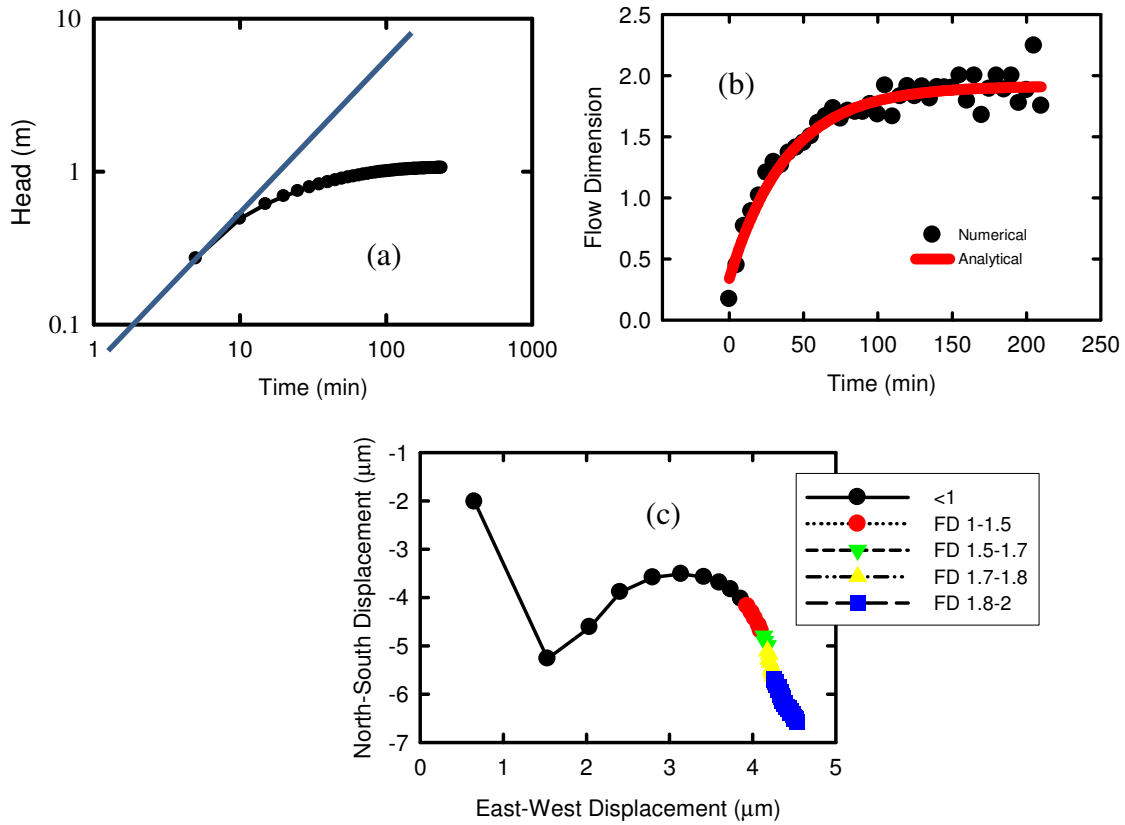 10
1
0.1
1
10
100
1000
Head (m)
Time (min)
(a)
2.5
2.0
1.5
1.0
0.5
0.0
0
50
100
150
200
250
Flow Dimension
Time (min)
(b)
Numerical
Analytical
-1
-2
-3
-4
-5
-6
-7
0
1
2
3
4
5
North-South Displacement (μm)
East-West Displacement (μm)
(c)
<1
FD 1-1.5
FD 1.5-1.7
FD 1.7-1.8
FD 1.8-2